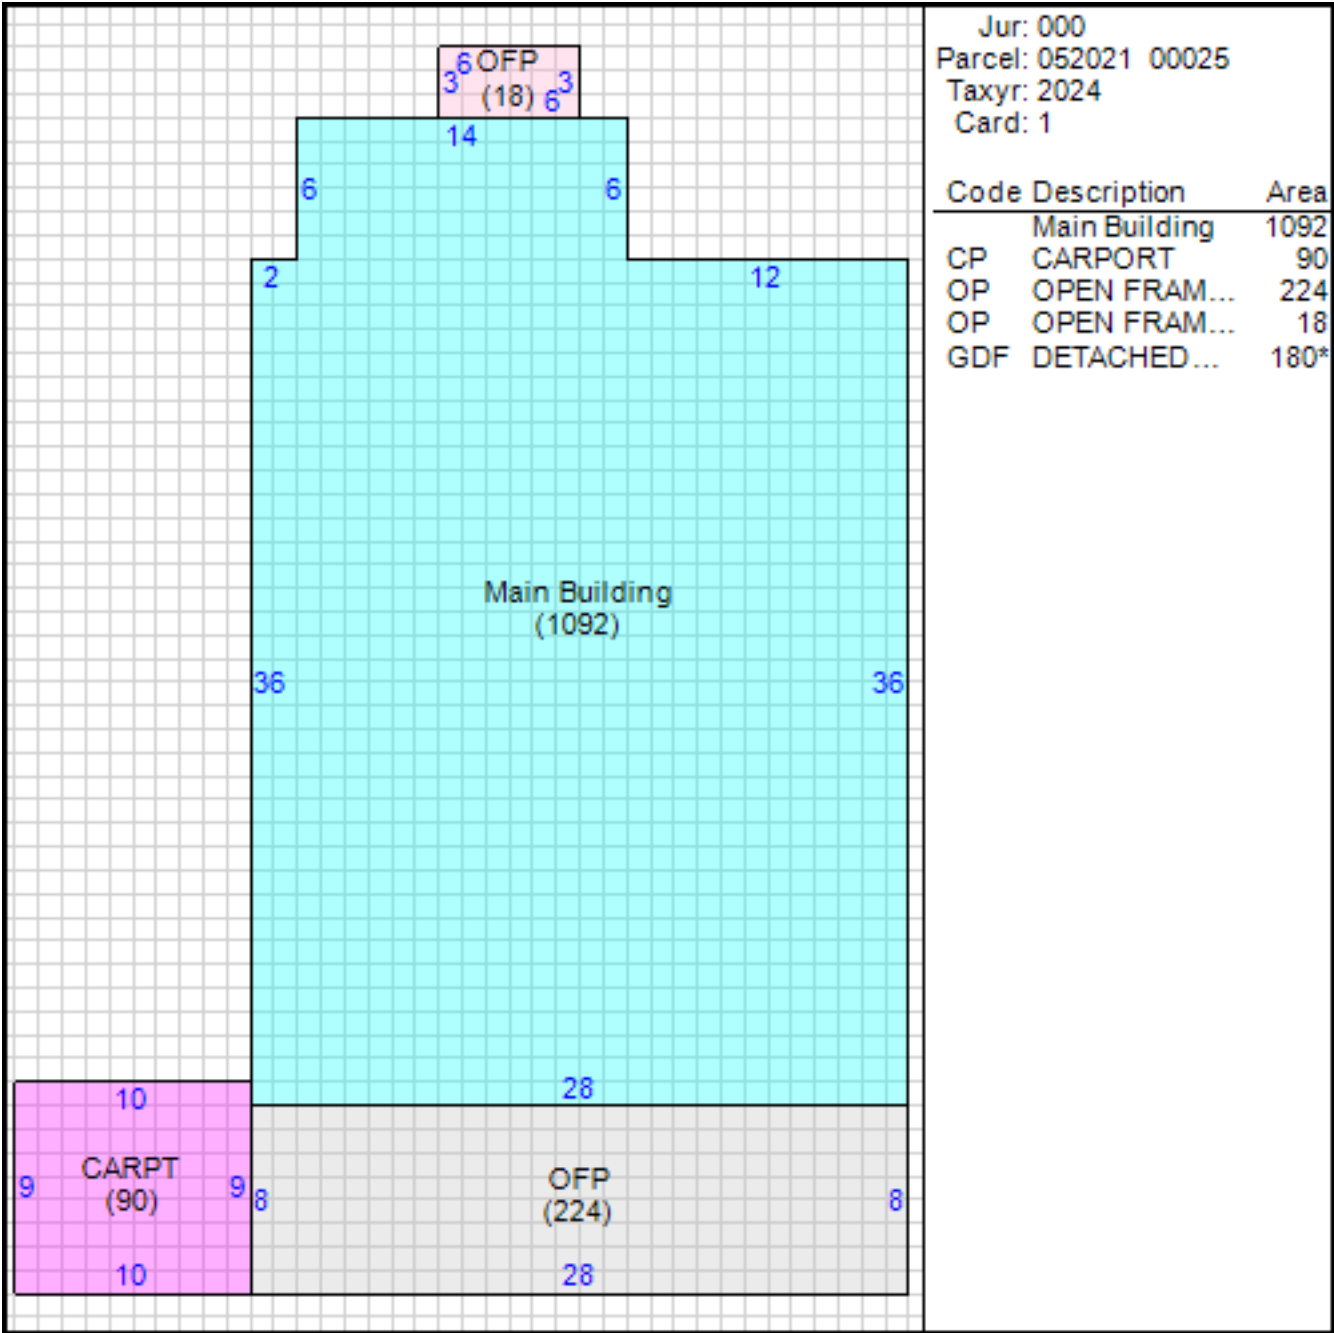 6 OFP
3 3
(18) 6
14
6 6
2 12
Main Building
(1092)
36 36
10 28
CARPT
9 (90) 9 8
OFP
(224) 8
10 28
Jur: 000
Parcel: 052021 00025
Taxyr: 2024
Card: 1
Code Description Area
Main Building 1092
CP CARPORT 90
OP OPEN FRAM... 224
OP OPEN FRAM... 18
GDF DETACHED... 180*